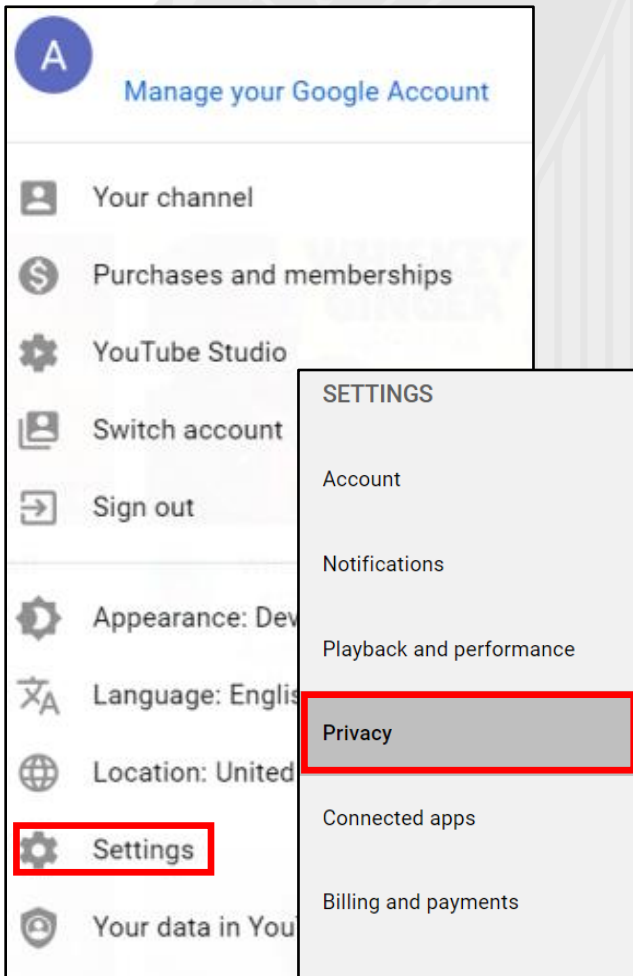 A
Manage your Google Account
Your channel
Purchases and memberships
YouTube Studio
Switch account
Sign out
Appearance: Dev
Language: Englis
Location: United
Settings
Your data in You
SETTINGS
Account
Notifications
Playback and performance
Privacy
Connected apps
Billing and payments